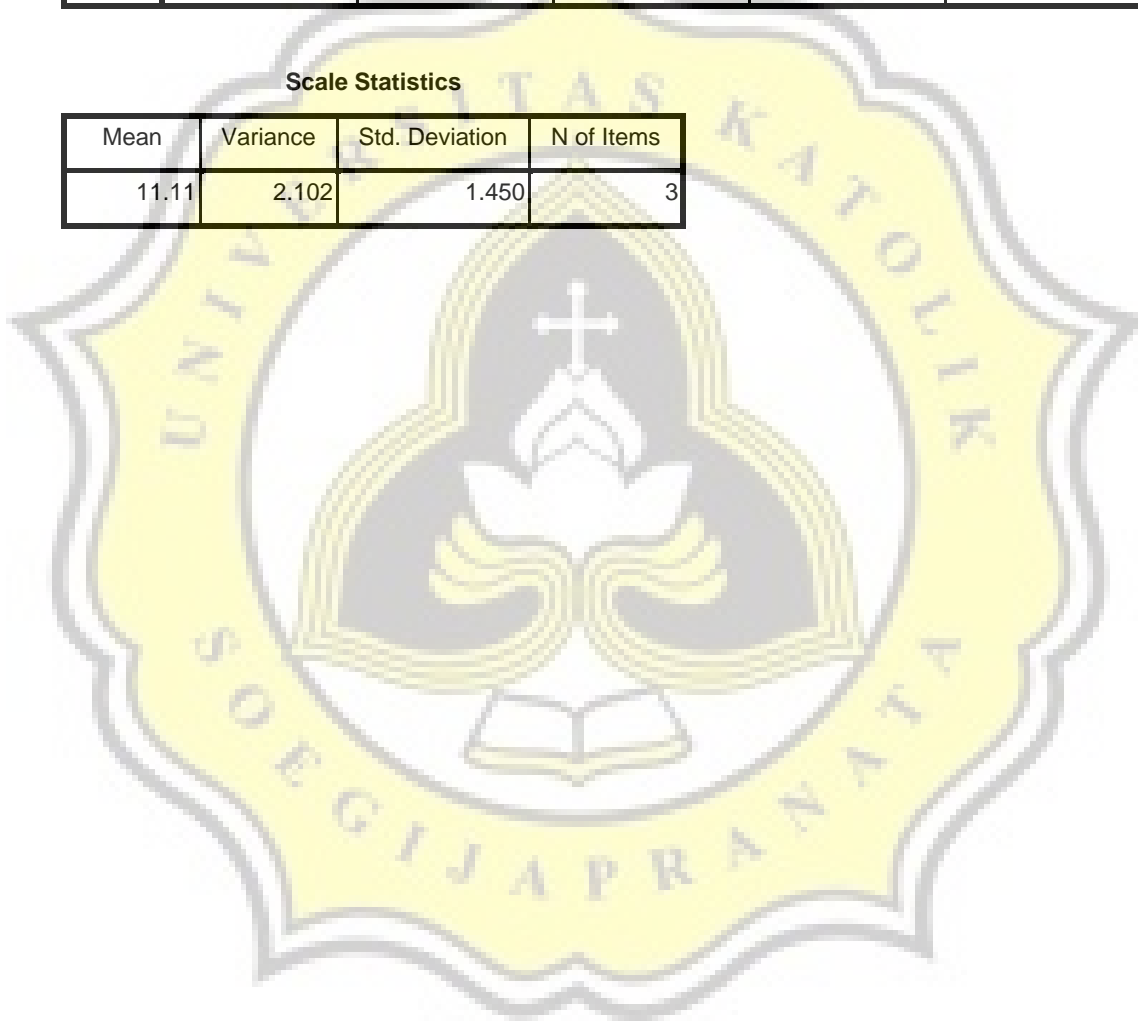 Scale Statistics
Mean Variance Std. Deviation N of Items
11.11 2.102 1.450 3
UNIVERSITAS KATOLIK
SOEGIJAPRANATA